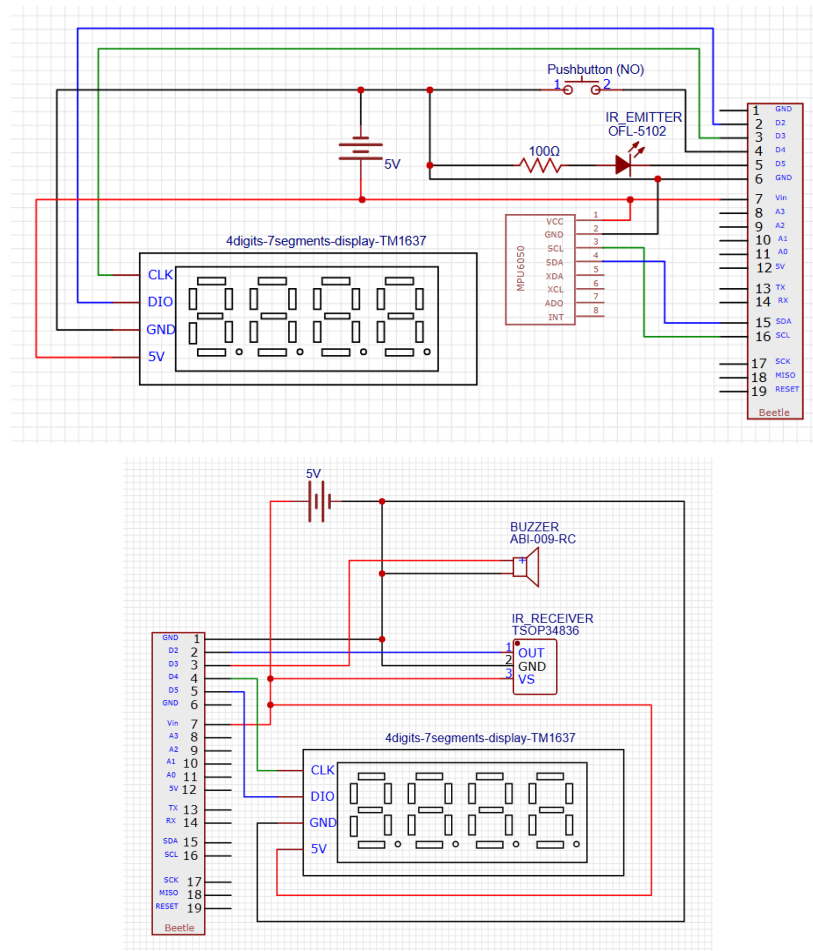 Pushbutton (NO)
1 2
IR_EMITTER
OFL-5102
100Ω
5V
4digits-7segments-display-TM1637
CLK
DIO
GND
5V
MPU6050
VCC 1
GND 2
SCL 3
SDA 4
XDA 5
XCL 6
ADO 7
INT 8
1 GND
2 D2
3 D3
4 D4
5 D5
6 GND
7 Vin
8 A3
9 A2
10 A1
11 A0
12 5V
13 TX
14 RX
15 SDA
16 SCL
17 SCK
18 MISO
19 RESET
Beetle
5V
BUZZER
ABI-009-RC
+
IR_RECEIVER
TSOP34836
1 OUT
2 GND
3 VS
GND 1
D2 2
D3 3
D4 4
D5 5
GND 6
Vin 7
A3 8
A2 9
A1 10
A0 11
5V 12
TX 13
RX 14
SDA 15
SCL 16
SCK 17
MISO 18
RESET 19
Beetle
4digits-7segments-display-TM1637
CLK
DIO
GND
5V